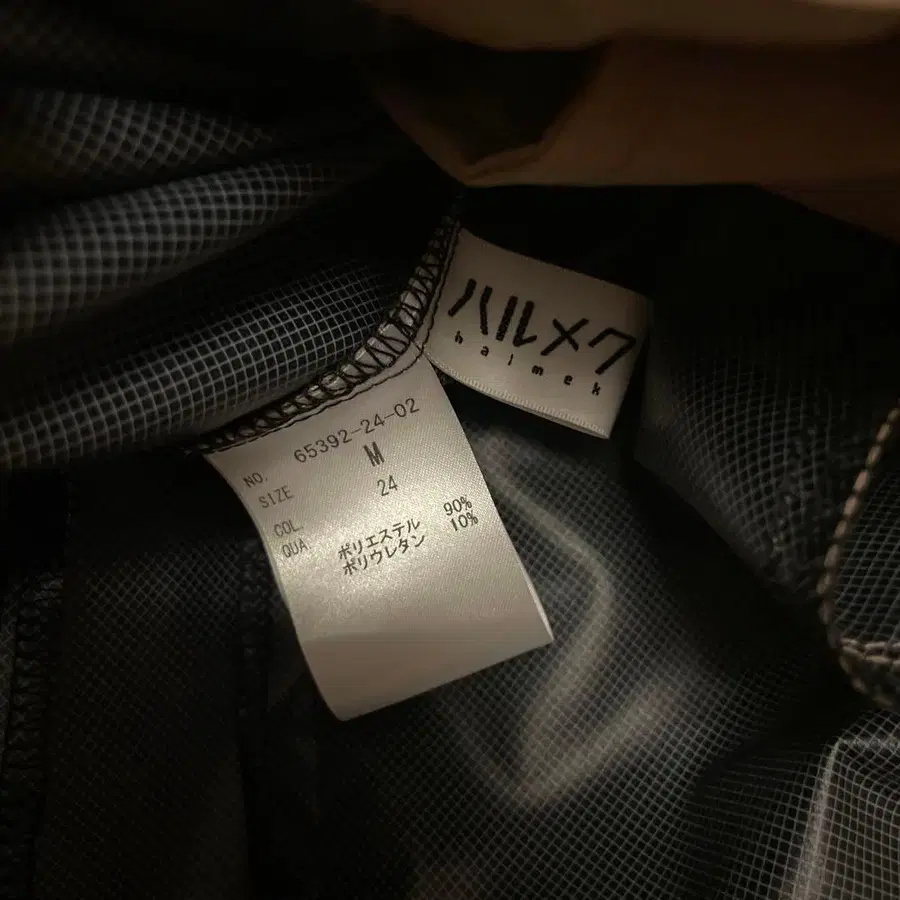 ハルメク
halmek
NO. 65392-24-02
SIZE M
COL. 24
QUA ポリエステル 90%
ポリウレタン 10%